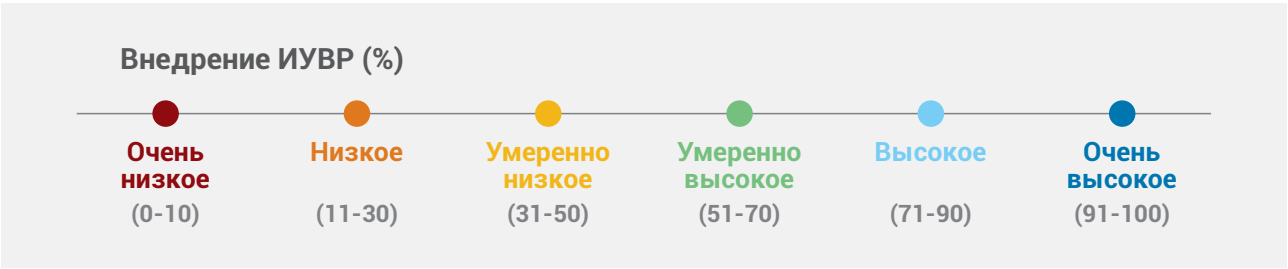 Внедрение ИУВР (%)
Очень низкое (0-10)
Низкое (11-30)
Умеренно низкое (31-50)
Умеренно высокое (51-70)
Высокое (71-90)
Очень высокое (91-100)